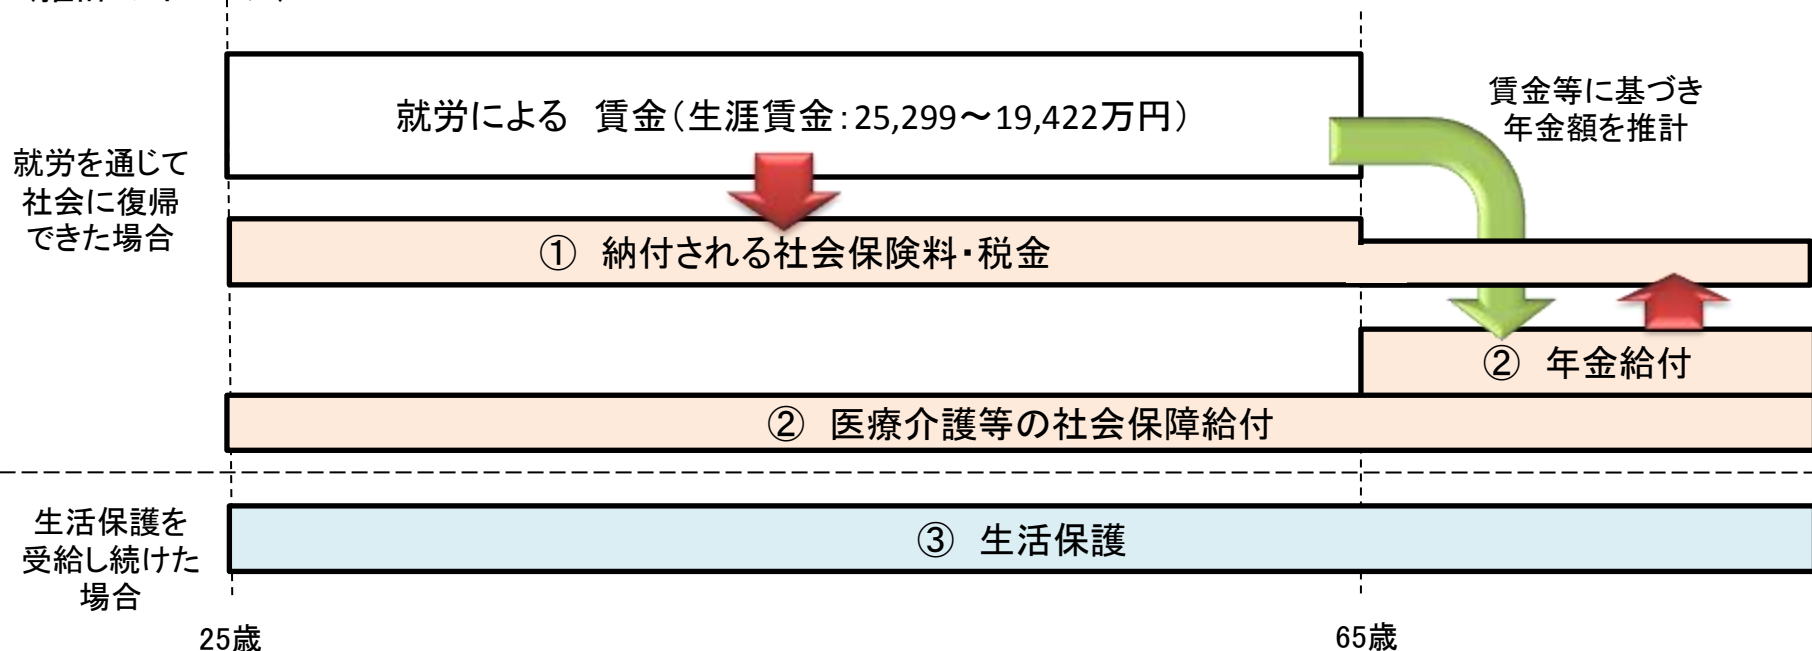 就労による 賃金（生涯賃金：25,299～19,422万円）
賃金等に基づき
年金額を推計
就労を通じて
社会に復帰
できた場合
① 納付される社会保険料・税金
② 年金給付
② 医療介護等の社会保障給付
生活保護を
受給し続けた
場合
③ 生活保護
25歳
65歳